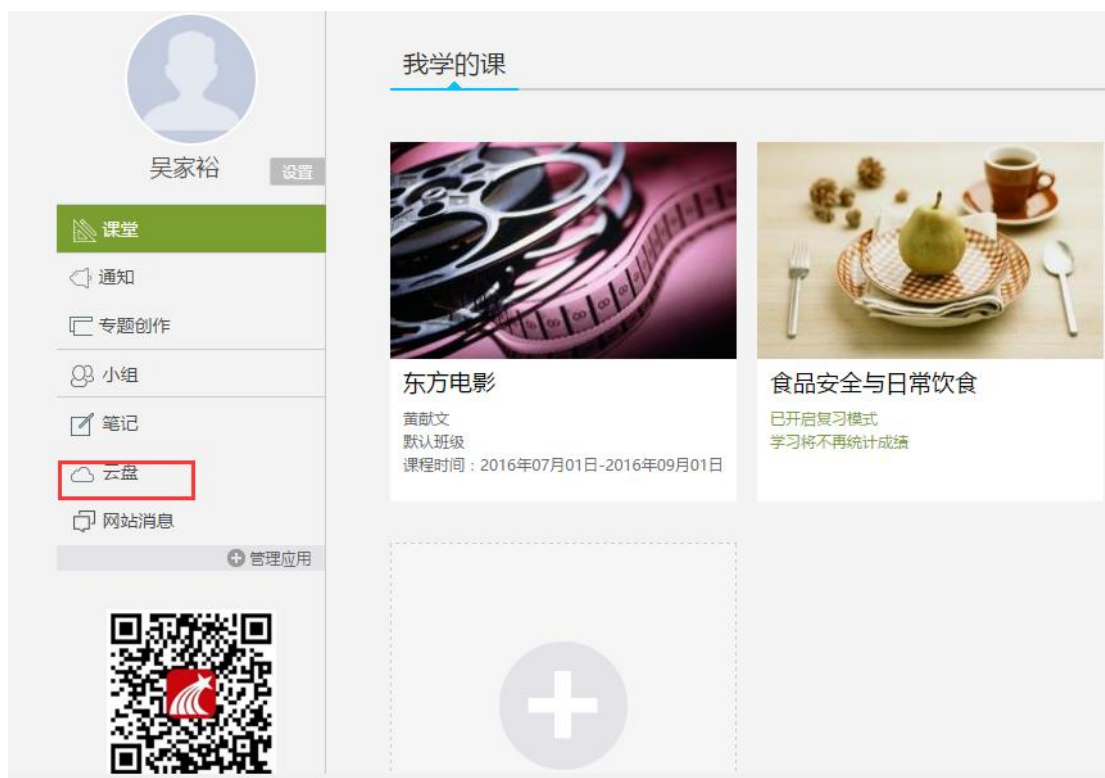 吴家裕
设置
课堂
通知
专题创作
小组
笔记
云盘
网站消息
管理应用
我学的课
东方电影
黄献文
默认班级
课程时间：2016年07月01日-2016年09月01日
食品安全与日常饮食
已开启复习模式
学习将不再统计成绩